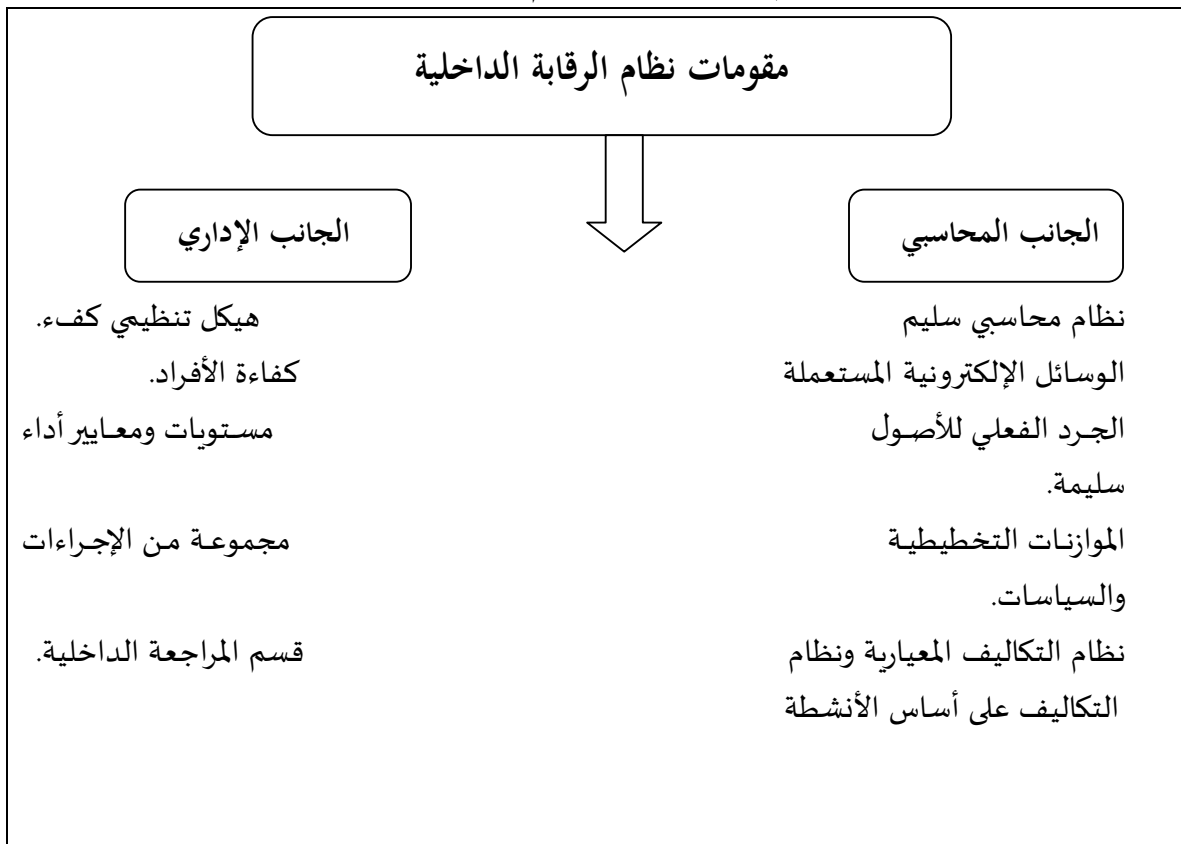 مقومات نظام الرقابة الداخلية
الجانب المحاسبي الجانب الإداري
نظام محاسبي سليم هيكل تنظيمي كفء.
الوسائل الإلكترونية المستعملة كفاءة الأفراد.
الجرد الفعلي للأصول مستويات ومعايير أداء
سليمة.
الموازنات التخطيطية مجموعة من الإجراءات
والسياسات.
نظام التكاليف المعيارية ونظام قسم المراجعة الداخلية.
التكاليف على أساس الأنشطة